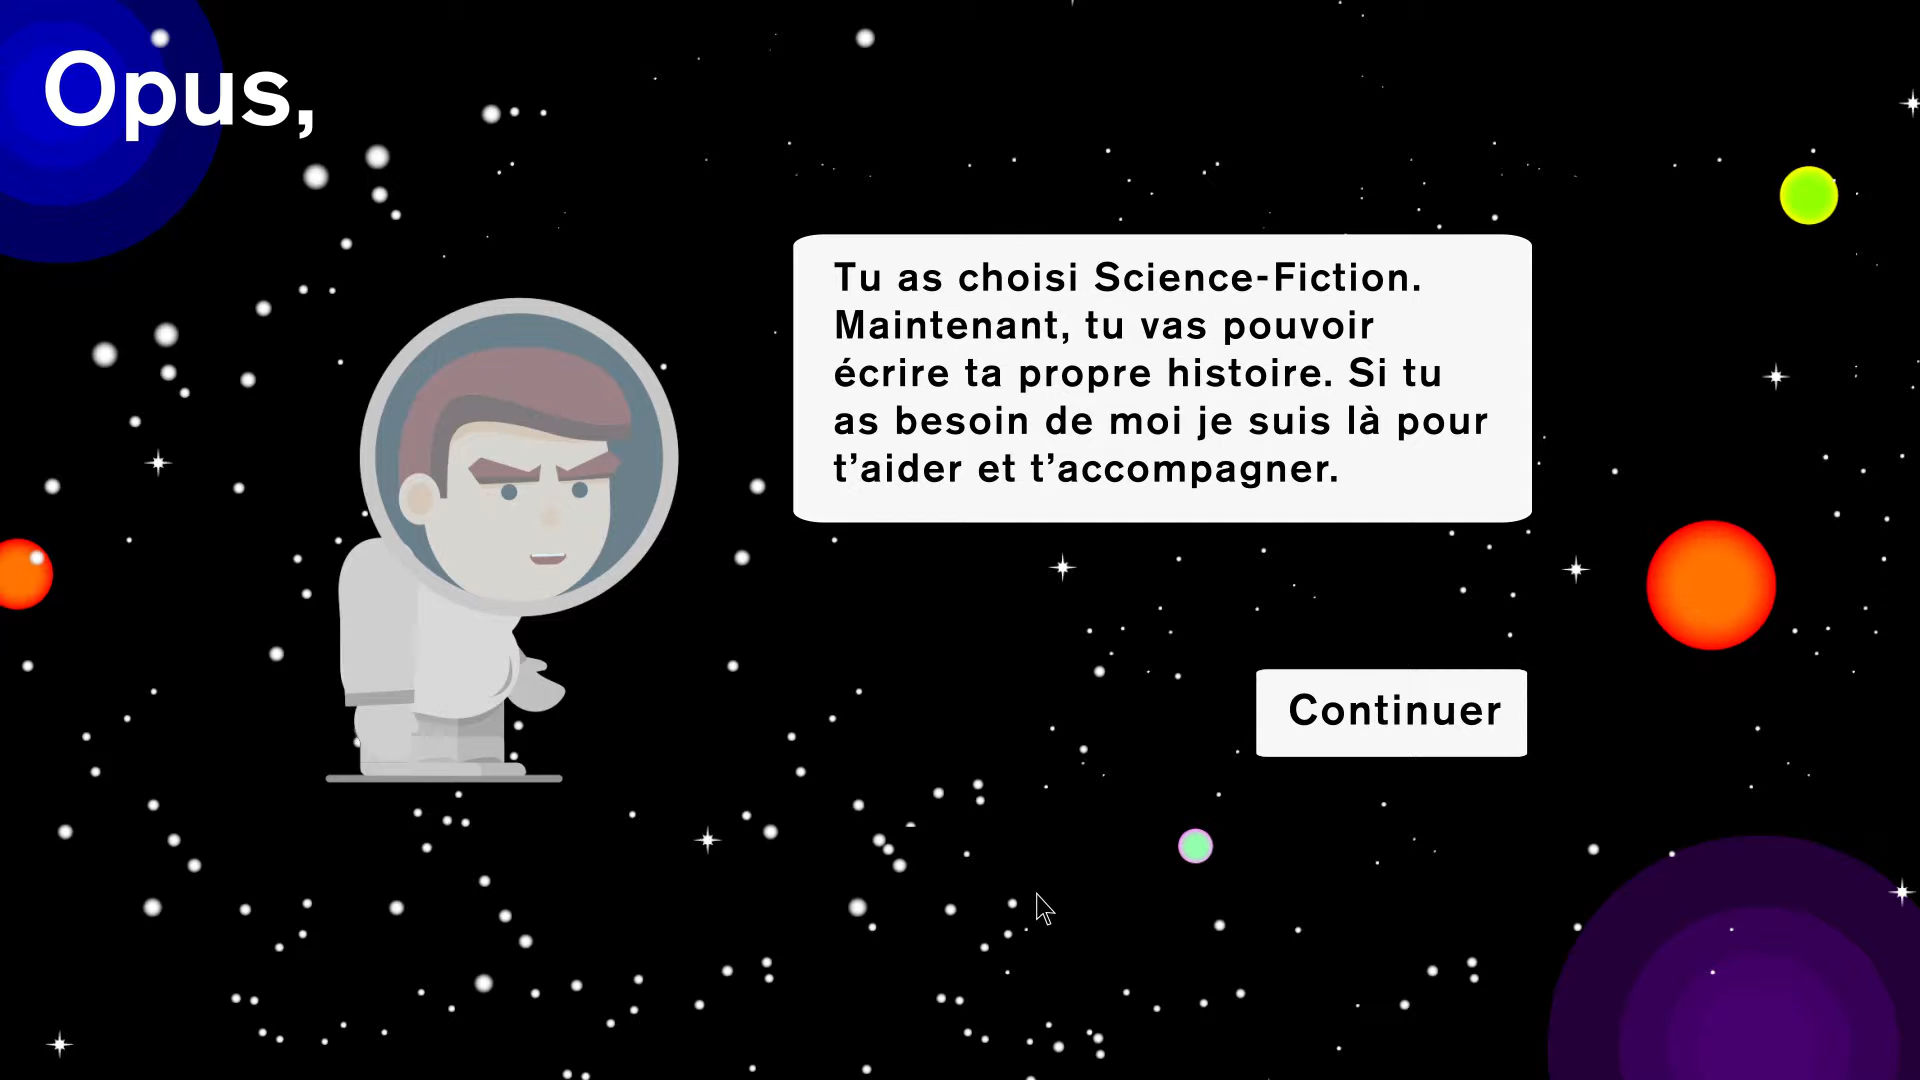 Opus,
Tu as choisi Science-Fiction.
Maintenant, tu vas pouvoir
écrire ta propre histoire. Si tu
as besoin de moi je suis là pour
t’aider et t’accompagner.
Continuer